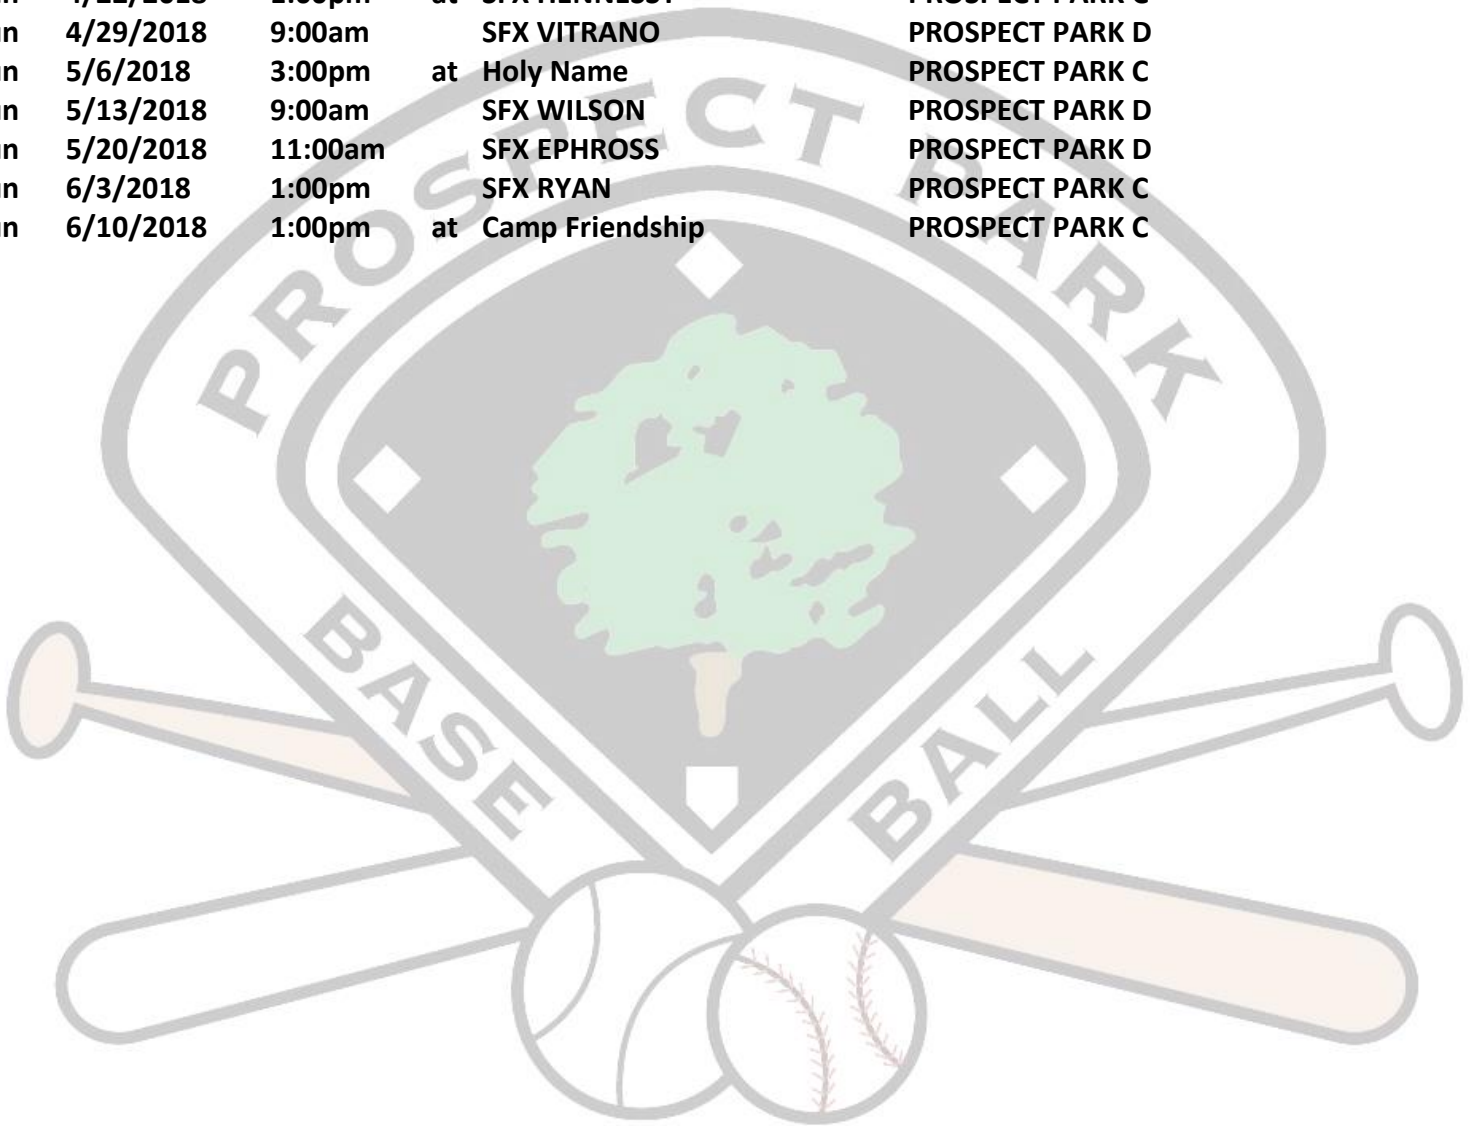 4/29/2018 9:00am SFX VITRANO PROSPECT PARK D
5/6/2018 3:00pm at Holy Name PROSPECT PARK C
5/13/2018 9:00am SFX WILSON PROSPECT PARK D
5/20/2018 11:00am SFX EPHROSS PROSPECT PARK D
6/3/2018 1:00pm SFX RYAN PROSPECT PARK C
6/10/2018 1:00pm at Camp Friendship PROSPECT PARK C
PROSPECT PARK
BASE BALL